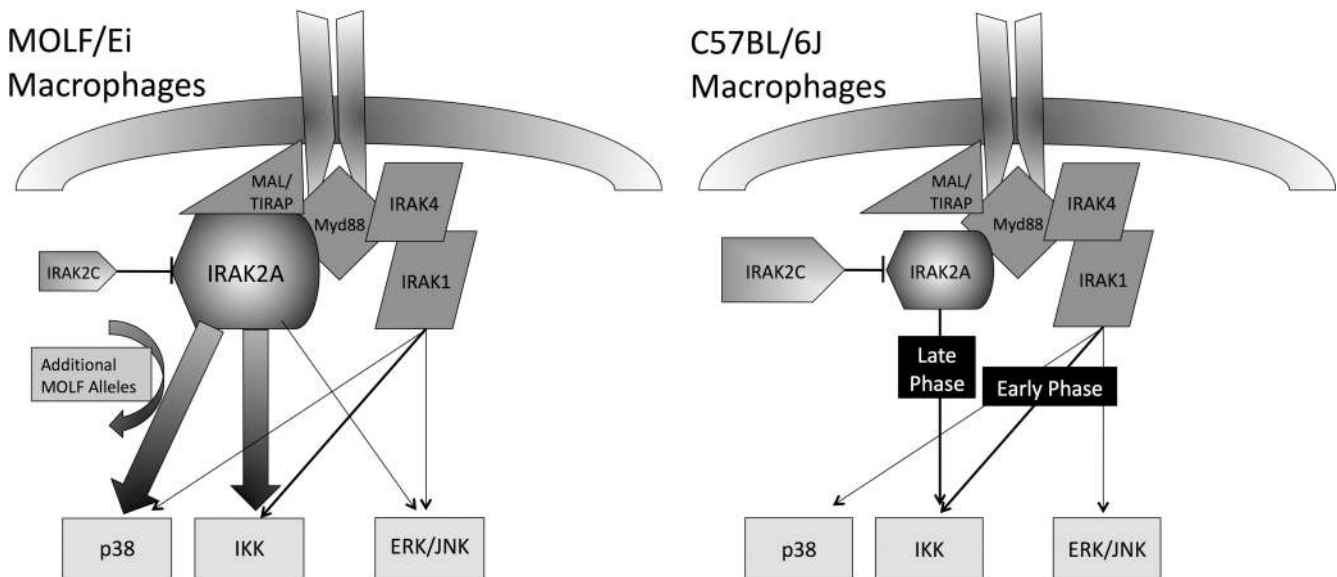 MOLF/Ei
Macrophages
MAL/
TIRAP
Myd88
IRAK4
IRAK2C
IRAK2A
IRAK1
Additional
MOLF Alleles
p38
IKK
ERK/JNK
C57BL/6J
Macrophages
MAL/
TIRAP
Myd88
IRAK4
IRAK2C
IRAK2A
IRAK1
Late
Phase
Early Phase
p38
IKK
ERK/JNK